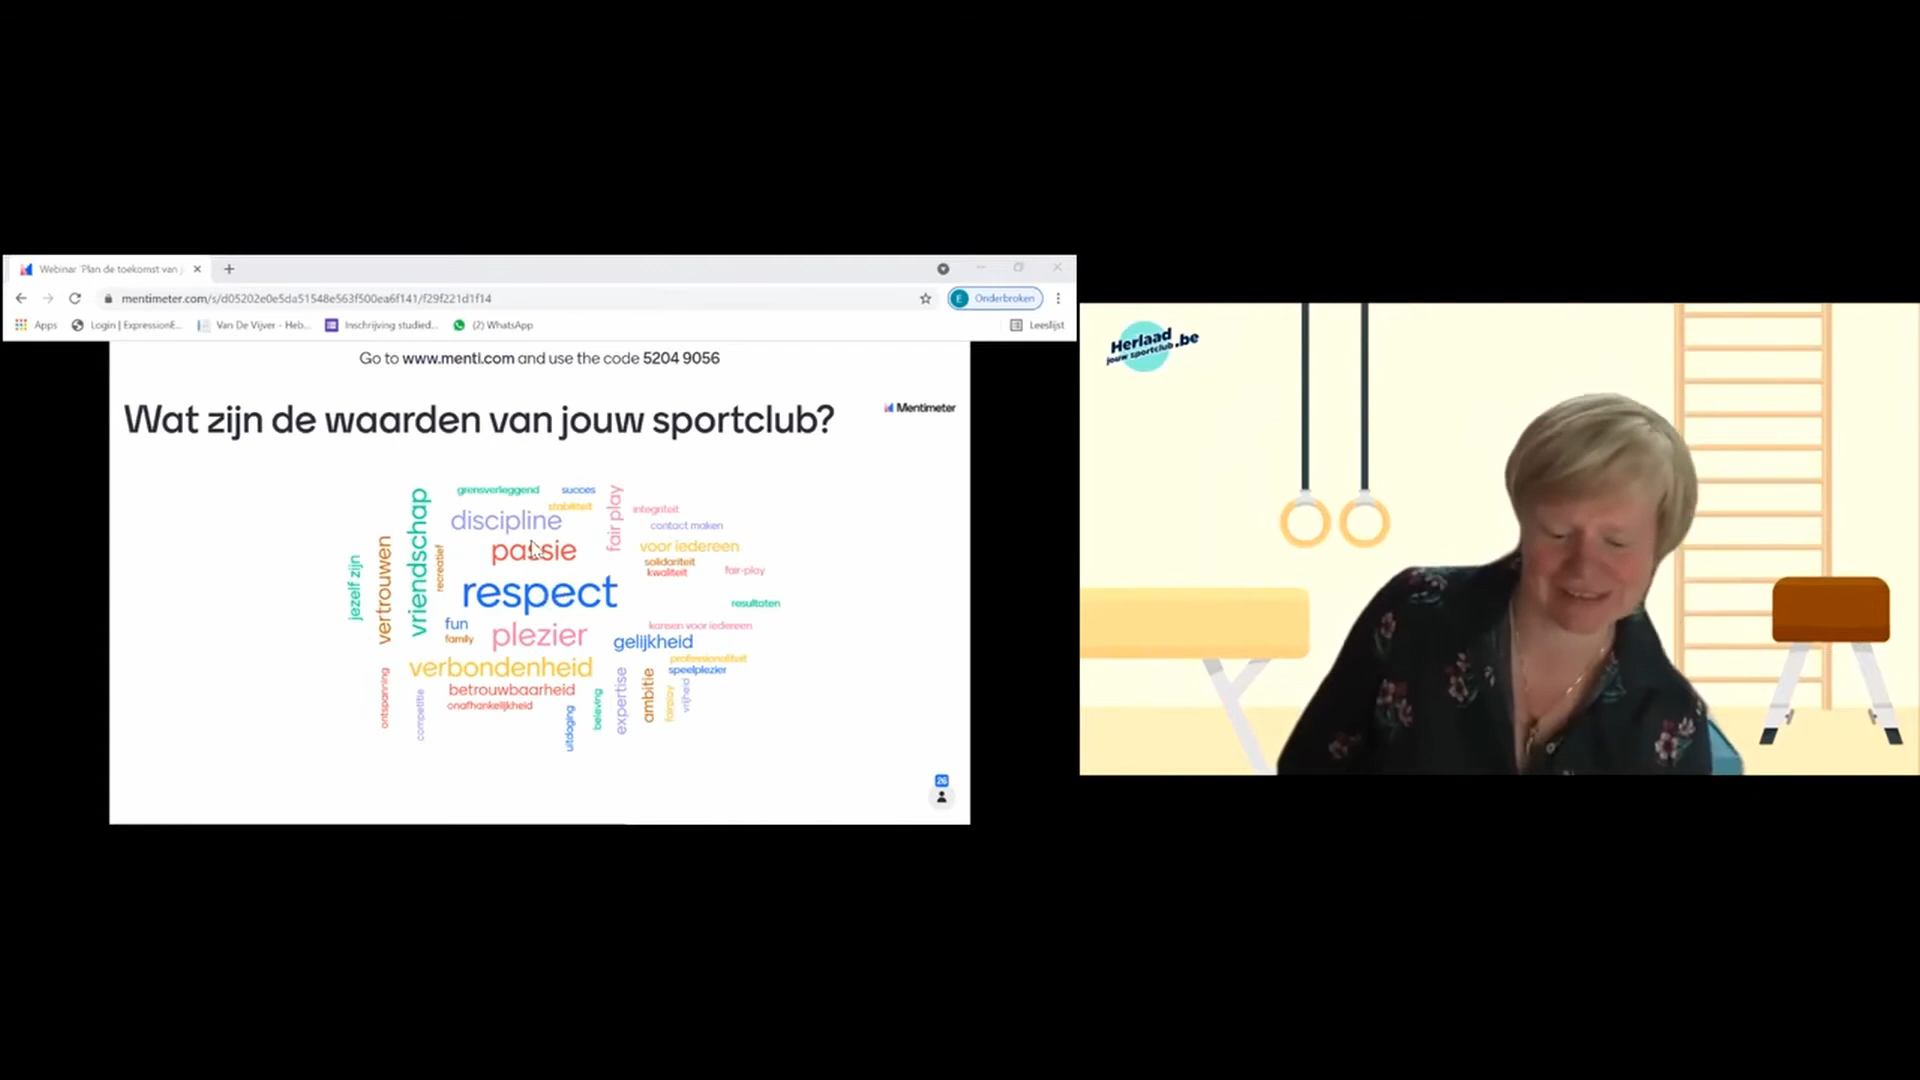 Webinar 'Plan de toekomst van j
mentimeter.com/s/d05202e0e5da51548e563f500ea6f141/f29f221d1f14
E Onderbroken
Apps
Login | ExpressionE...
Van De Vijver - Heb...
Inschrijving studied...
(2) WhatsApp
Leeslijst
Go to www.menti.com and use the code 5204 9056
Wat zijn de waarden van jouw sportclub?
Mentimeter
grensverleggend
succes
stabiliteit
discipline
fair play
integriteit
contact maken
passie
voor iedereen
solidariteit
kwaliteit
fair-play
jezelf zijn
vertrouwen
vriendschap
recreatief
respect
resultaten
fun
family
plezier
kansen voor iedereen
gelijkheid
verbondenheid
professionaliteit
speelplezier
betrouwbaarheid
onafhankelijkheid
ontspanning
competitie
uitdaging
beleving
expertise
ambitie
fairplay
vrijheid
26
Herlaad
jouw sportclub.be